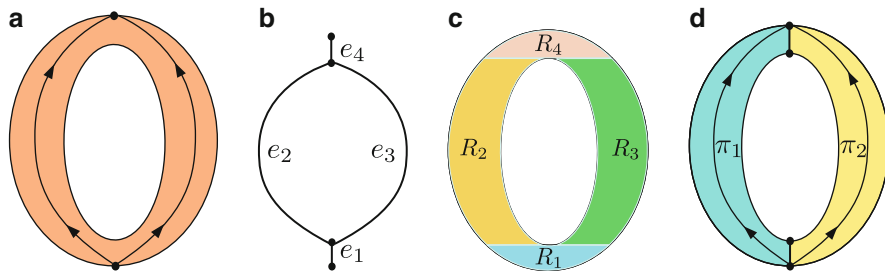 a b c d
e₄
e₂ e₃
e₁
R₄
R₂ R₃
R₁
π₁ π₂